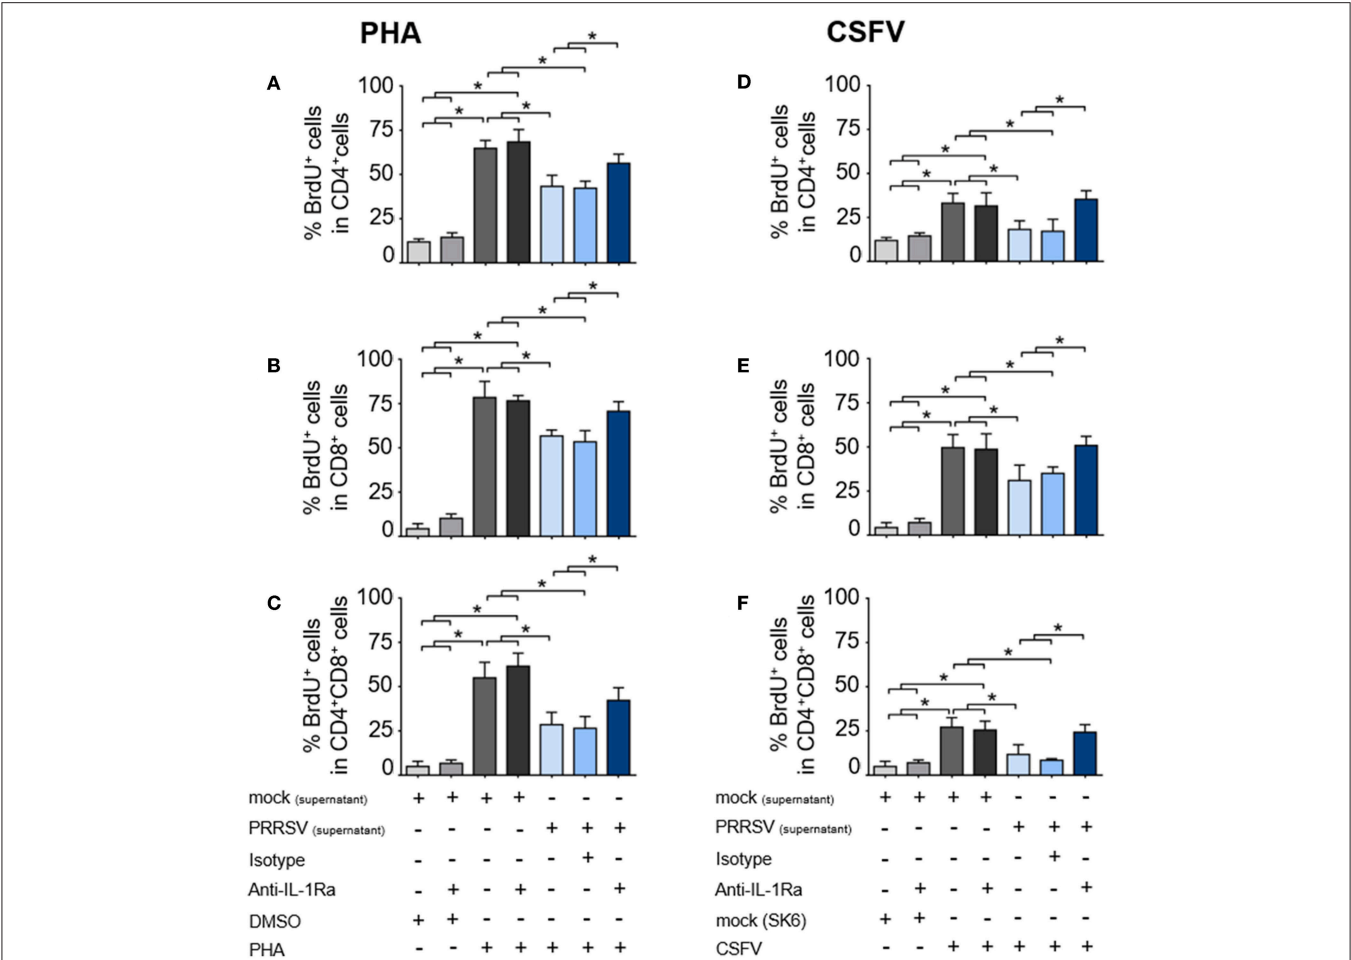 PHA
CSFV
A
% BrdU⁺ cells
in CD4⁺cells
100
75
50
25
0
* * * * *
D
% BrdU⁺ cells
in CD4⁺cells
100
75
50
25
0
* * * * *
B
% BrdU⁺ cells
in CD8⁺ cells
100
75
50
25
0
* * * * *
E
% BrdU⁺ cells
in CD8⁺ cells
100
75
50
25
0
* * * * *
C
% BrdU⁺ cells
in CD4⁺CD8⁺ cells
100
75
50
25
0
* * * * *
F
% BrdU⁺ cells
in CD4⁺CD8⁺ cells
100
75
50
25
0
* * * * *
mock (supernatant) + + + + - - -
PRRSV (supernatant) - - - - + + +
Isotype - - - - - + -
Anti-IL-1Ra - + - + - - +
DMSO + + - - - - -
PHA - - + + + + +
mock (supernatant) + + + + - - -
PRRSV (supernatant) - - - - + + +
Isotype - - - - - + -
Anti-IL-1Ra - + - + - - +
mock (SK6) + + - - - - -
CSFV - - + + + + +